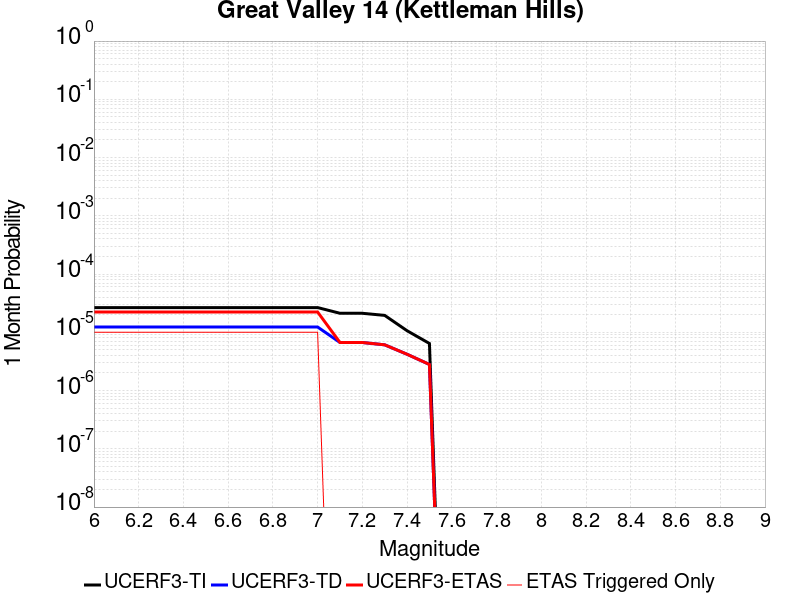 Great Valley 14 (Kettleman Hills)
10^0
10^-1
10^-2
10^-3
10^-4
10^-5
10^-6
10^-7
10^-8
1 Month Probability
6 6.2 6.4 6.6 6.8 7 7.2 7.4 7.6 7.8 8 8.2 8.4 8.6 8.8 9
Magnitude
UCERF3-TI UCERF3-TD UCERF3-ETAS ETAS Triggered Only